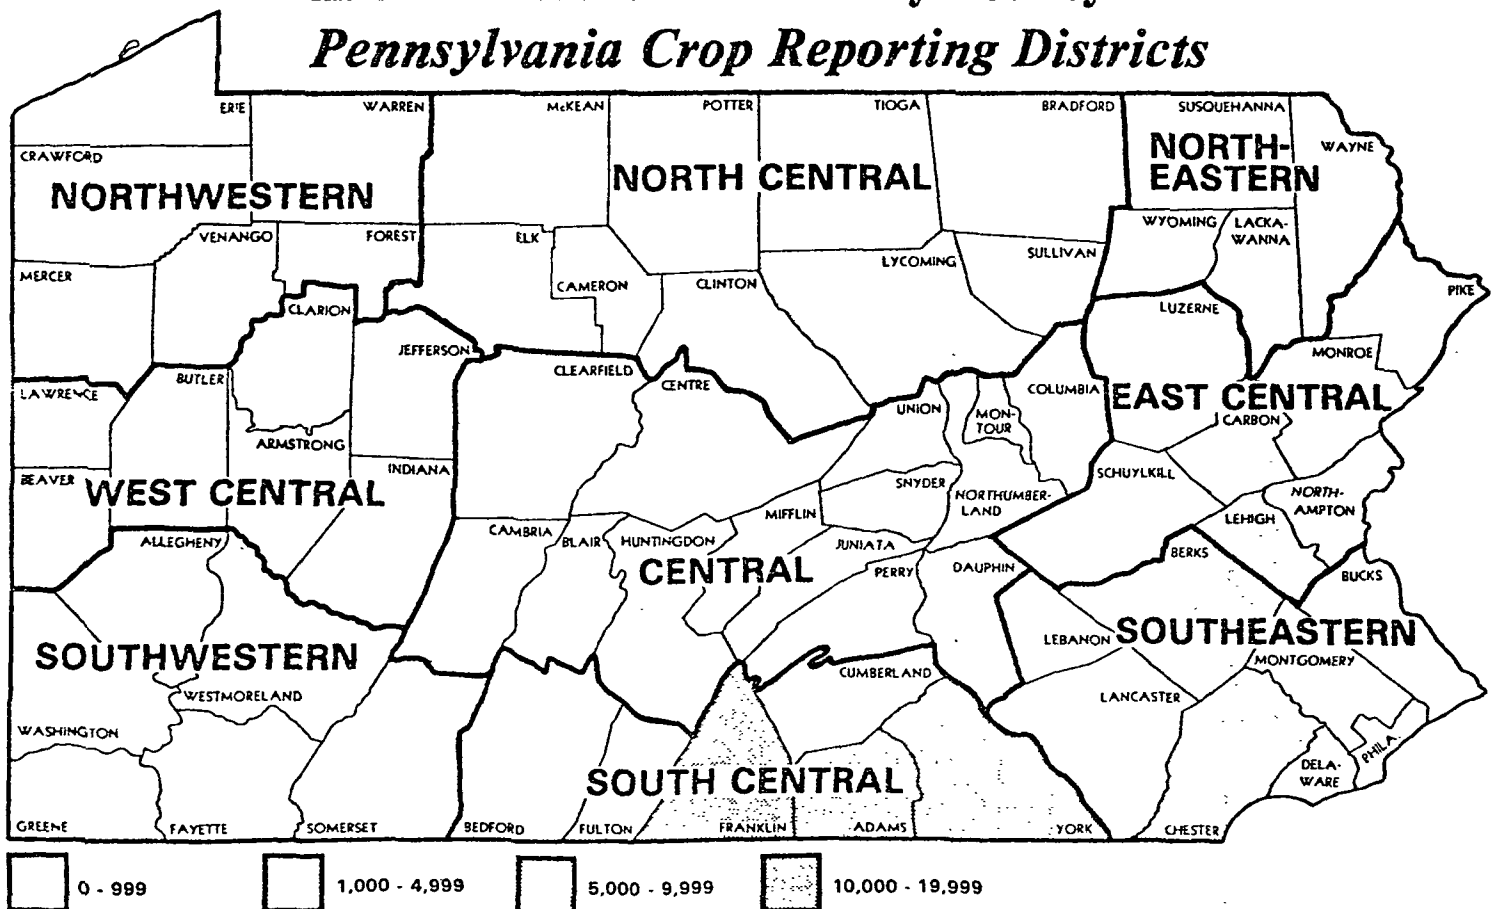 Pennsylvania Crop Reporting Districts
ERIE
WARREN
McKEAN
POTTER
TIOGA
BRADFORD
SUSQUEHANNA
WAYNE
CRAWFORD
NORTHWESTERN
NORTH CENTRAL
NORTH-
EASTERN
VENANGO
FOREST
ELK
LYCOMING
SULLIVAN
WYOMING
LACKA-
WANNA
MERCER
CAMERON
CLINTON
PIKE
CLARION
LUZERNE
JEFFERSON
MONROE
LAWRENCE
BUTLER
CLEARFIELD
CENTRE
COLUMBIA
EAST CENTRAL
UNION
MON-
TOUR
CARBON
ARMSTRONG
BEAVER
WEST CENTRAL
INDIANA
SNYDER
SCHUYLKILL
NORTHUMBER-
LAND
NORTH-
AMPTON
MIFFLIN
LEHIGH
ALLEGHENY
CAMBRIA
BLAIR
HUNTINGDON
JUNIATA
BERKS
CENTRAL
PERRY
DAUPHIN
BUCKS
SOUTHWESTERN
LEBANON
SOUTHEASTERN
MONTGOMERY
WESTMORELAND
CUMBERLAND
LANCASTER
WASHINGTON
SOUTH CENTRAL
DELA-
WARE
PHILA.
GREENE
FAYETTE
SOMERSET
BEDFORD
FULTON
FRANKLIN
ADAMS
YORK
CHESTER
0 - 999
1,000 - 4,999
5,000 - 9,999
10,000 - 19,999